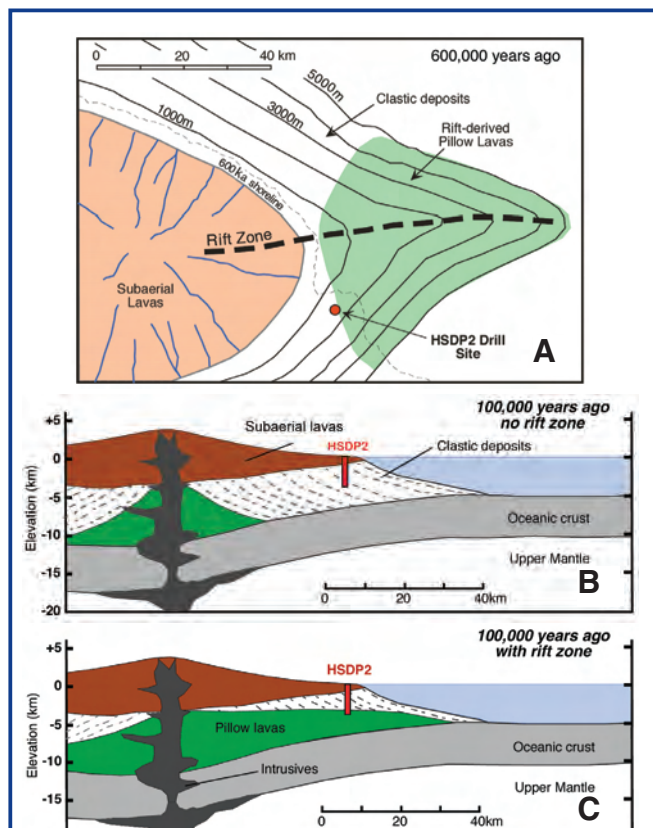 0 20 40 km
600,000 years ago
5000m
Clastic deposits
3000m
Rift-derived
Pillow Lavas
1000m
600 ka shoreline
Rift Zone
Subaerial
Lavas
HSDP2 Drill
Site
A
100,000 years ago
no rift zone
+5
Subaerial lavas
HSDP2
Clastic deposits
0
-5
Elevation (km)
Oceanic crust
-10
Upper Mantle
-15
0 20 40km
B
-20
100,000 years ago
with rift zone
+5
HSDP2
0
Elevation (km)
Pillow lavas
-5
Oceanic crust
-10
Intrusives
Upper Mantle
-15
0 20 40km
C